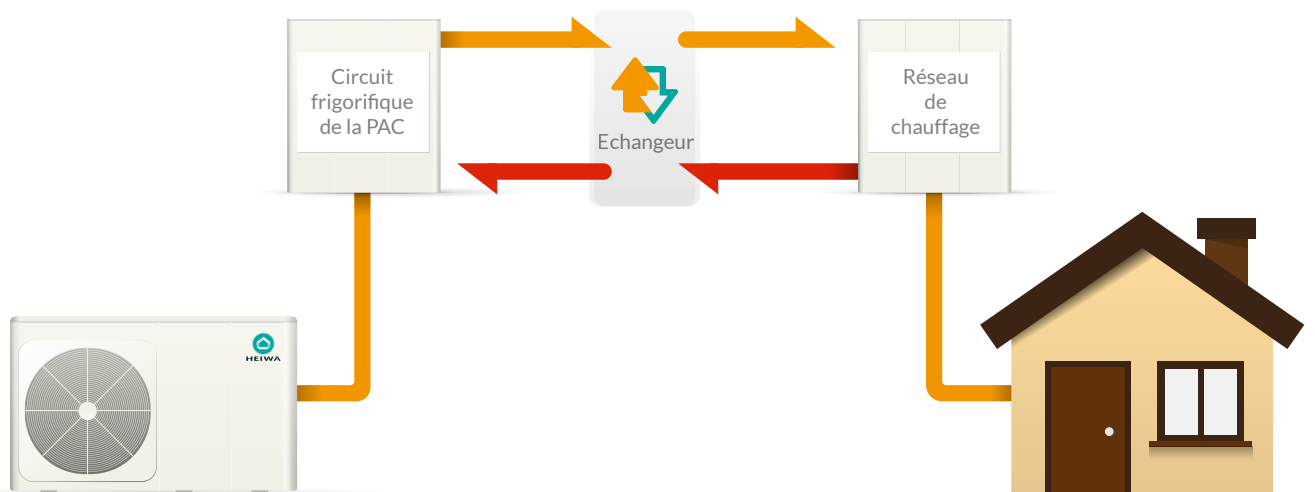 Circuit
frigorifique
de la PAC
Echangeur
Réseau
de
chauffage
HEIWA